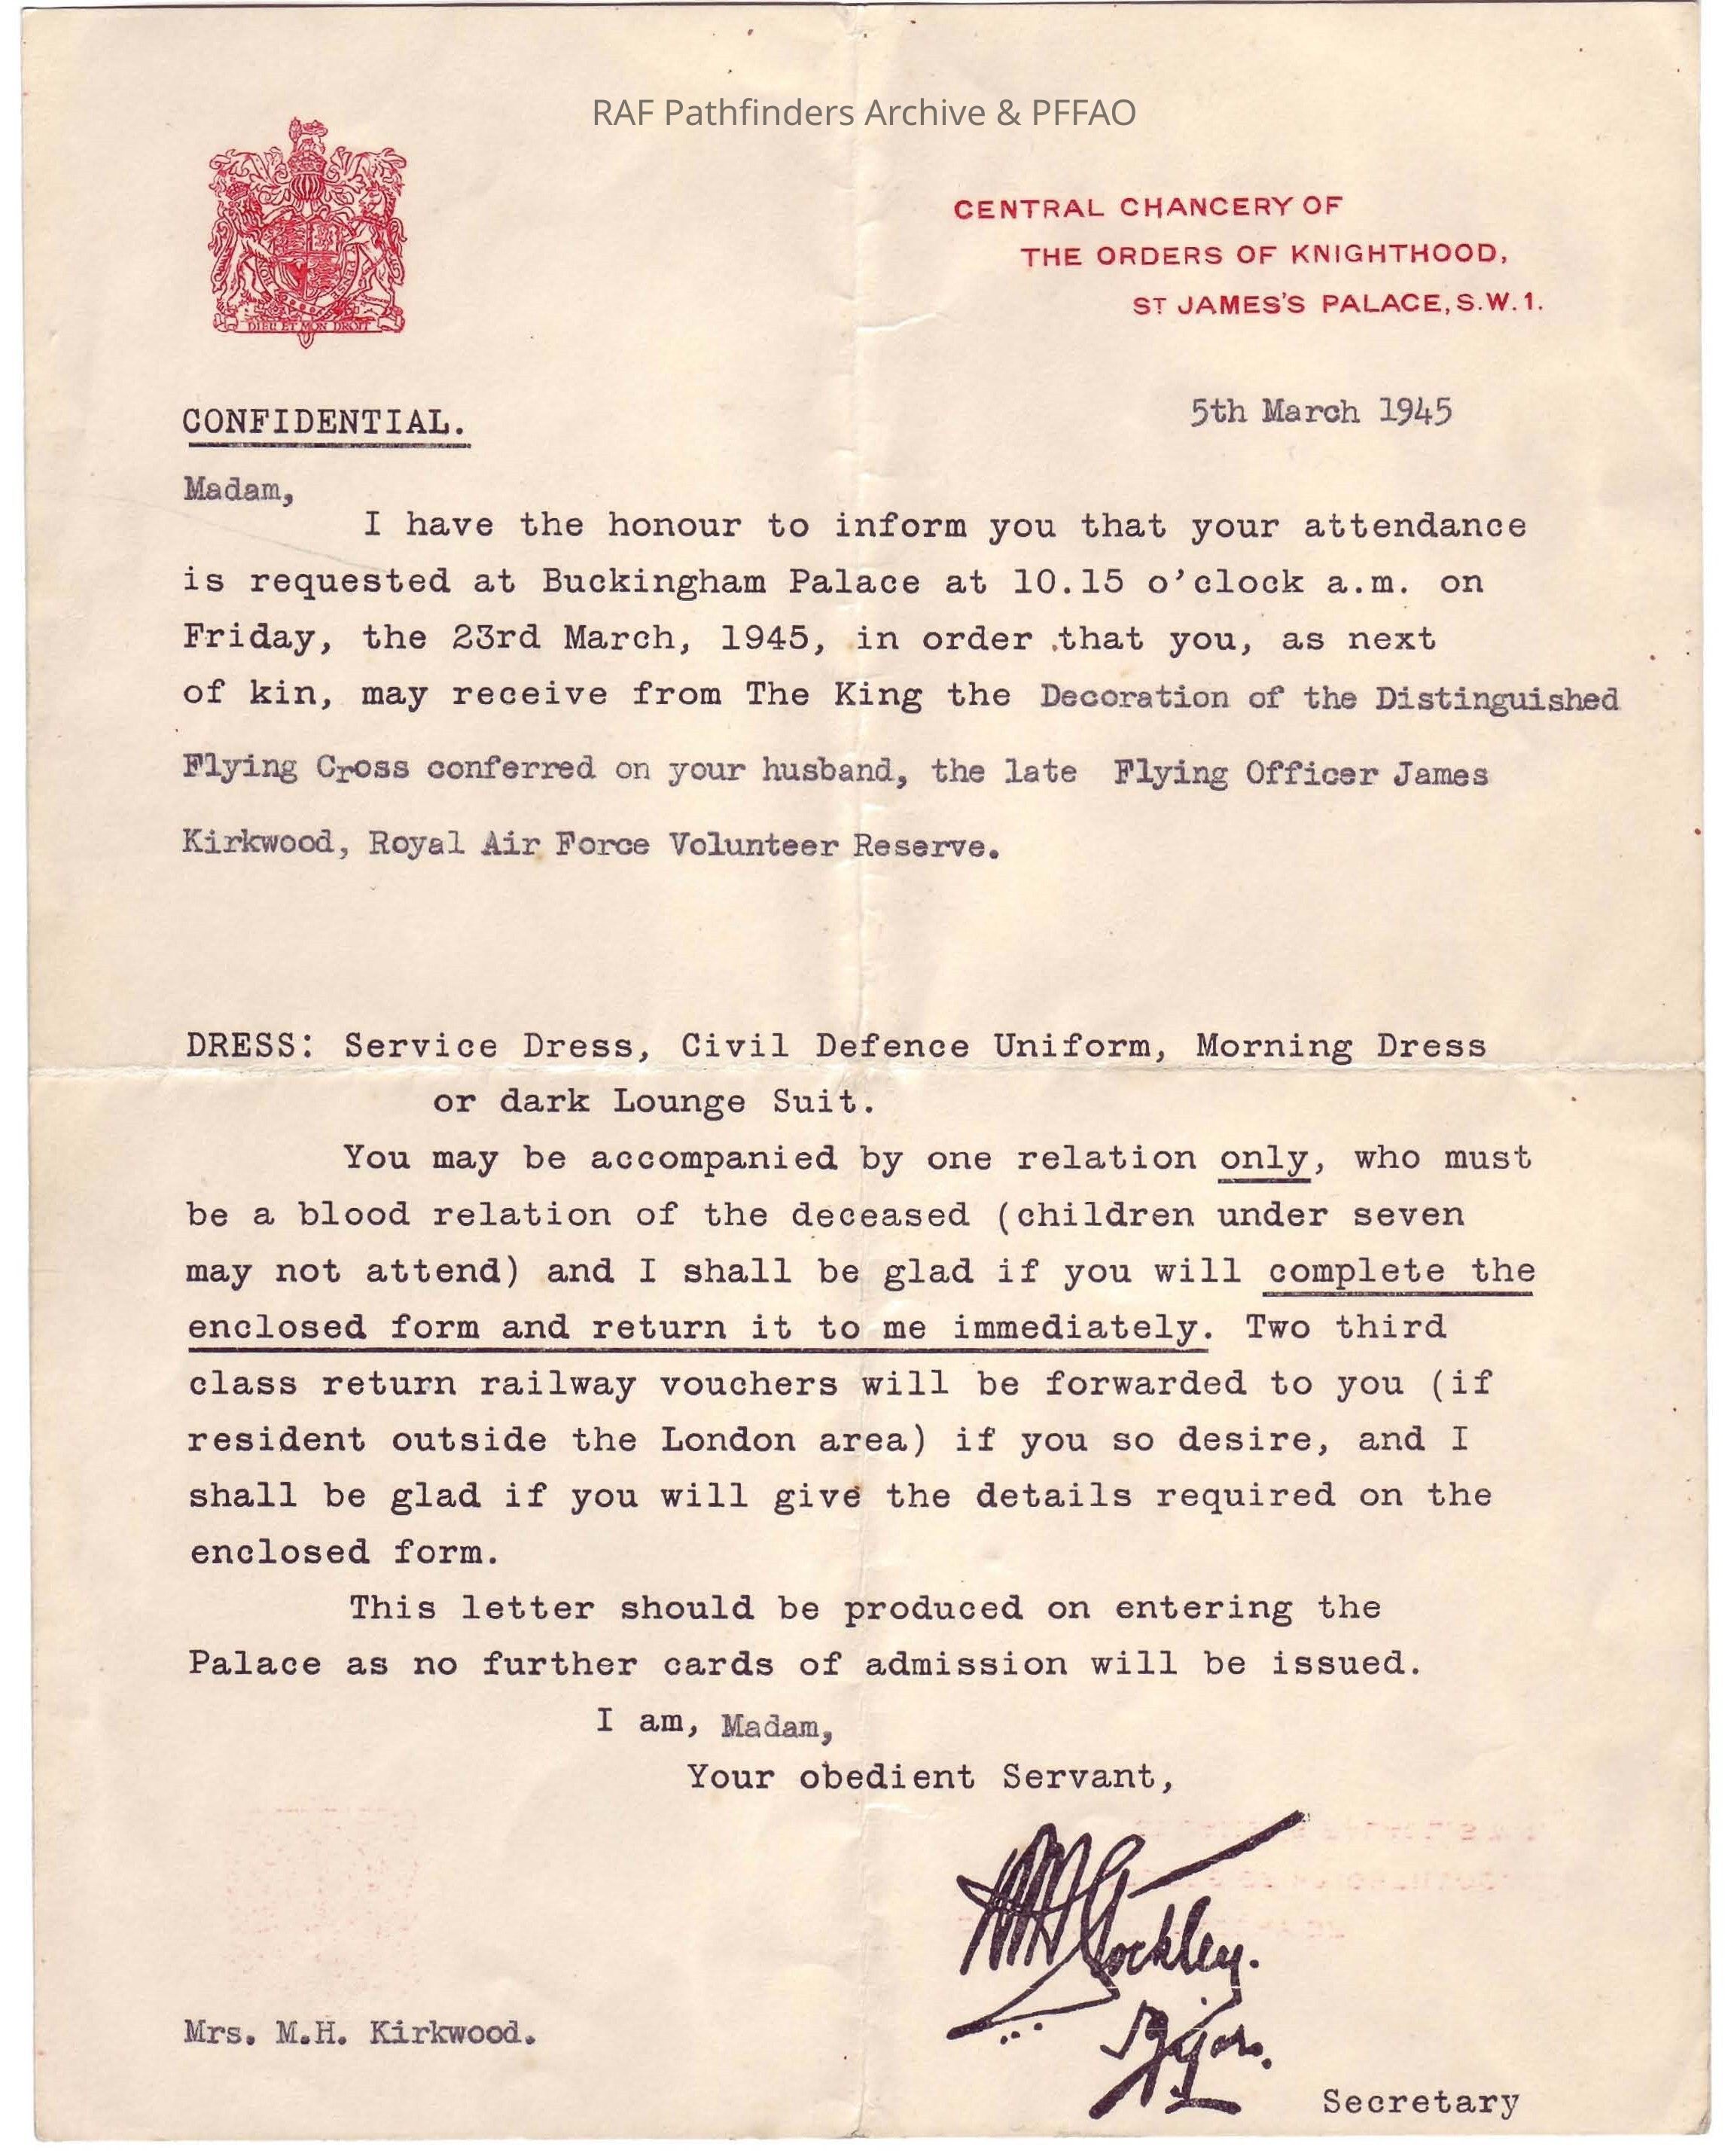 RAF Pathfinders Archive & PFFAO
CENTRAL CHANCERY OF
THE ORDERS OF KNIGHTHOOD,
ST JAMES'S PALACE, S.W.1.
DIEU ET MON DROIT
5th March 1945
CONFIDENTIAL.
Madam,
I have the honour to inform you that your attendance
is requested at Buckingham Palace at 10.15 o'clock a.m. on
Friday, the 23rd March, 1945, in order that you, as next
of kin, may receive from The King the Decoration of the Distinguished
Flying Cross conferred on your husband, the late Flying Officer James
Kirkwood, Royal Air Force Volunteer Reserve.
DRESS: Service Dress, Civil Defence Uniform, Morning Dress
or dark Lounge Suit.
You may be accompanied by one relation only, who must
be a blood relation of the deceased (children under seven
may not attend) and I shall be glad if you will complete the
enclosed form and return it to me immediately. Two third
class return railway vouchers will be forwarded to you (if
resident outside the London area) if you so desire, and I
shall be glad if you will give the details required on the
enclosed form.
This letter should be produced on entering the
Palace as no further cards of admission will be issued.
I am, Madam,
Your obedient Servant,
Mrs. M.H. Kirkwood.
Secretary